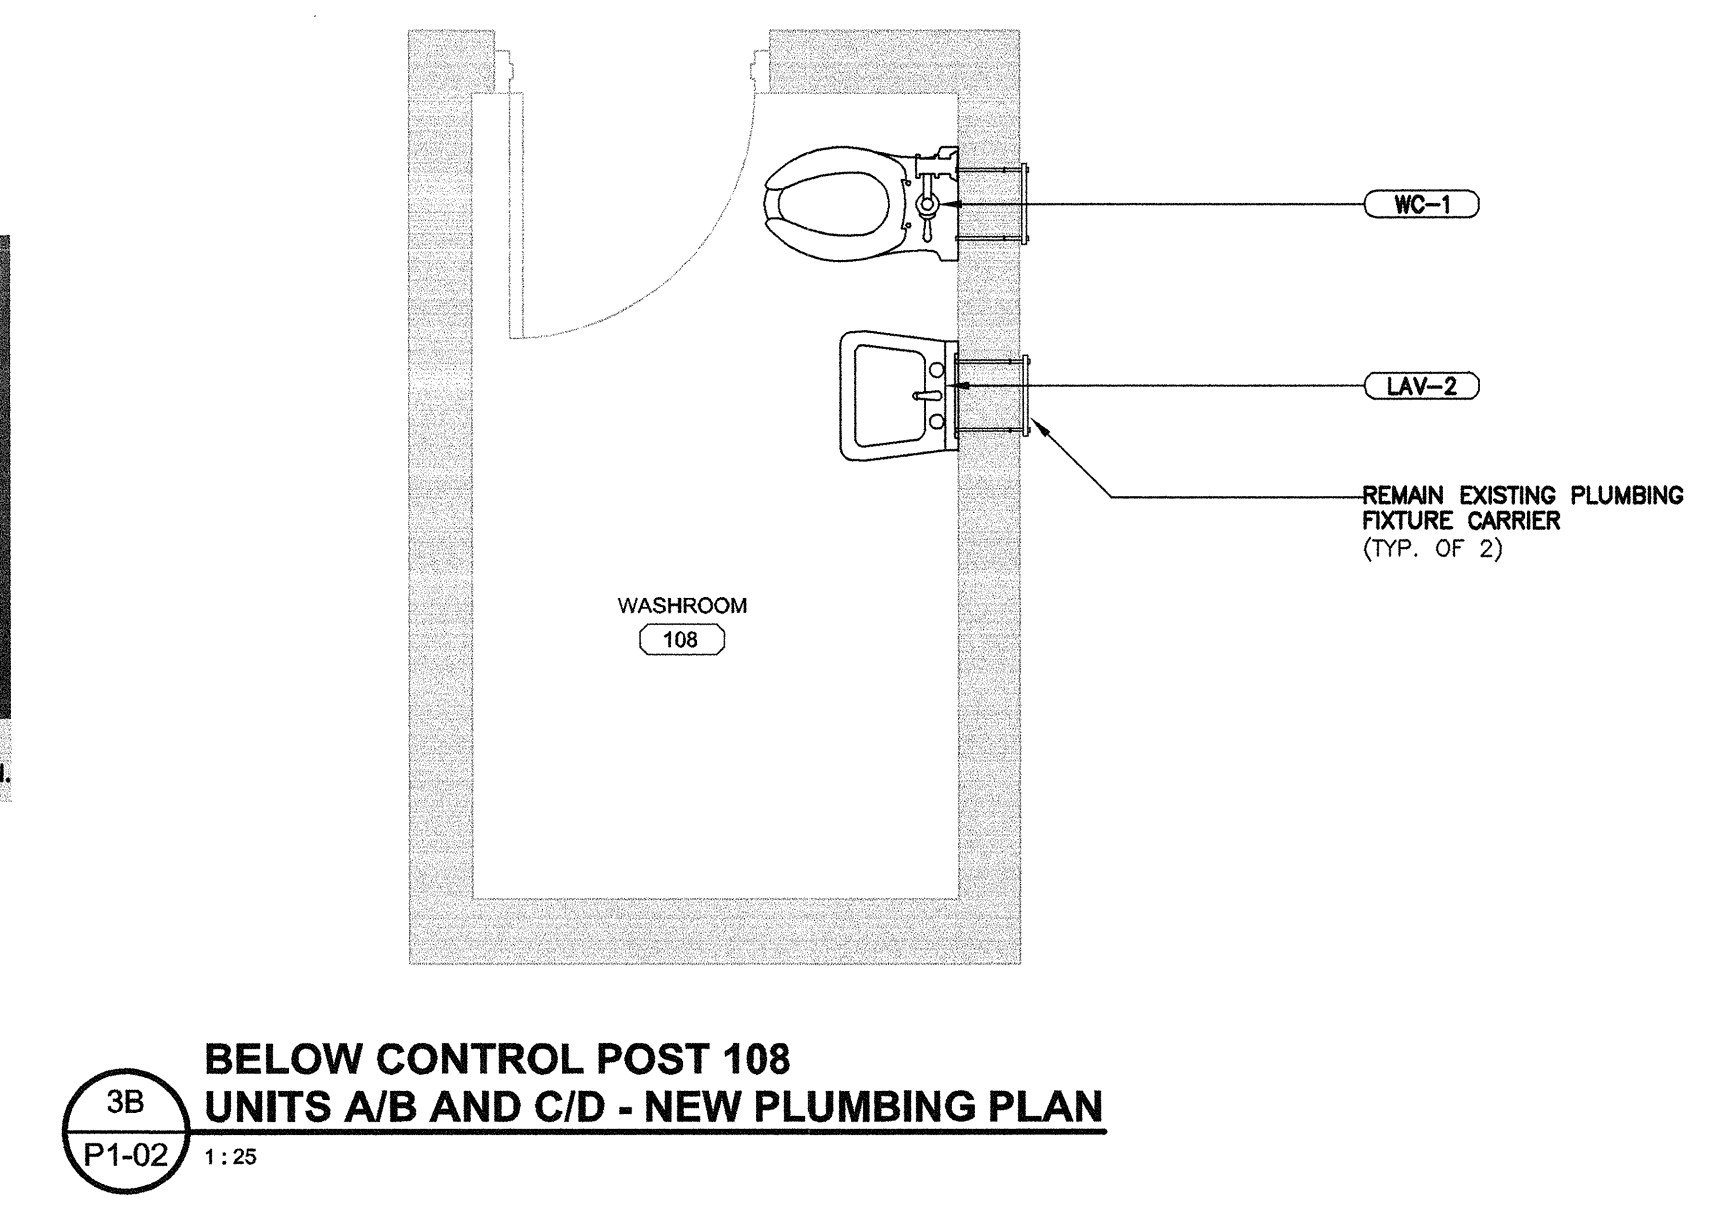 WC-1
LAV-2
REMAIN EXISTING PLUMBING
FIXTURE CARRIER
(TYP. OF 2)
WASHROOM
108
BELOW CONTROL POST 108
UNITS A/B AND C/D - NEW PLUMBING PLAN
3B
P1-02
1 : 25